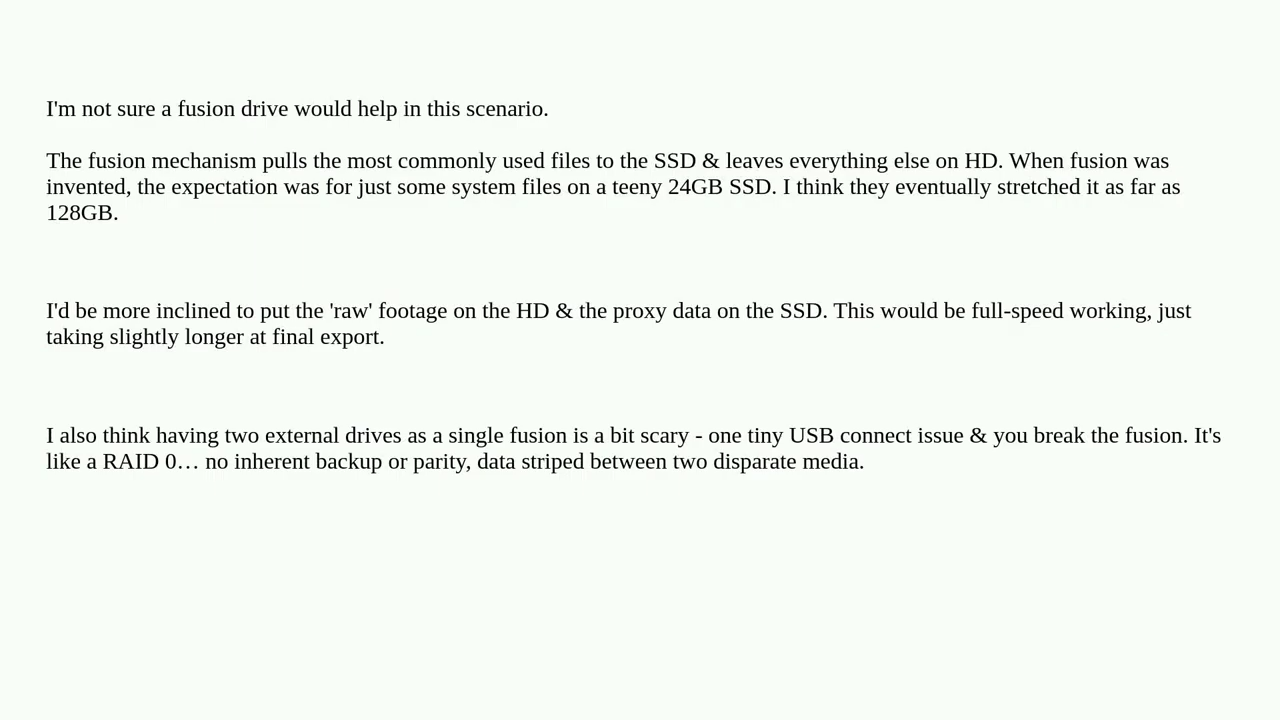 I'm not sure a fusion drive would help in this scenario.
The fusion mechanism pulls the most commonly used files to the SSD & leaves everything else on HD. When fusion was
invented, the expectation was for just some system files on a teeny 24GB SSD. I think they eventually stretched it as far as
128GB.
I'd be more inclined to put the 'raw' footage on the HD & the proxy data on the SSD. This would be full-speed working, just
taking slightly longer at final export.
I also think having two external drives as a single fusion is a bit scary - one tiny USB connect issue & you break the fusion. It's
like a RAID 0… no inherent backup or parity, data striped between two disparate media.